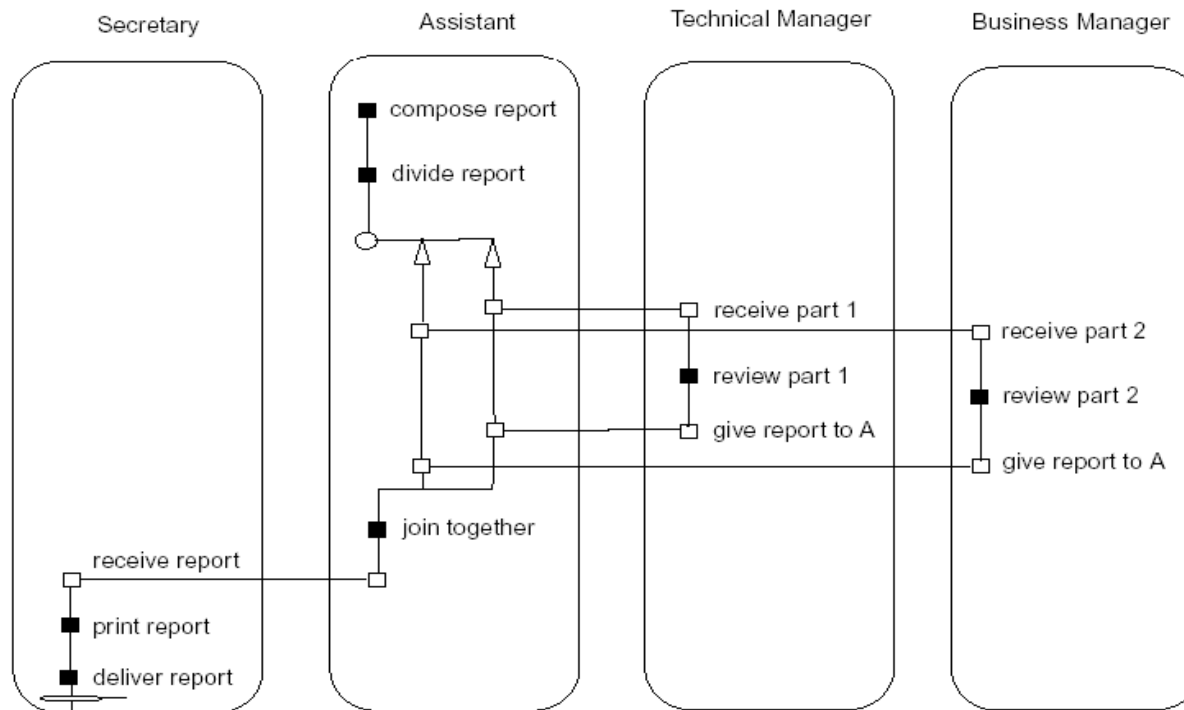 Secretary
Assistant
Technical Manager
Business Manager
compose report
divide report
receive part 1
receive part 2
review part 1
review part 2
give report to A
give report to A
join together
receive report
print report
deliver report